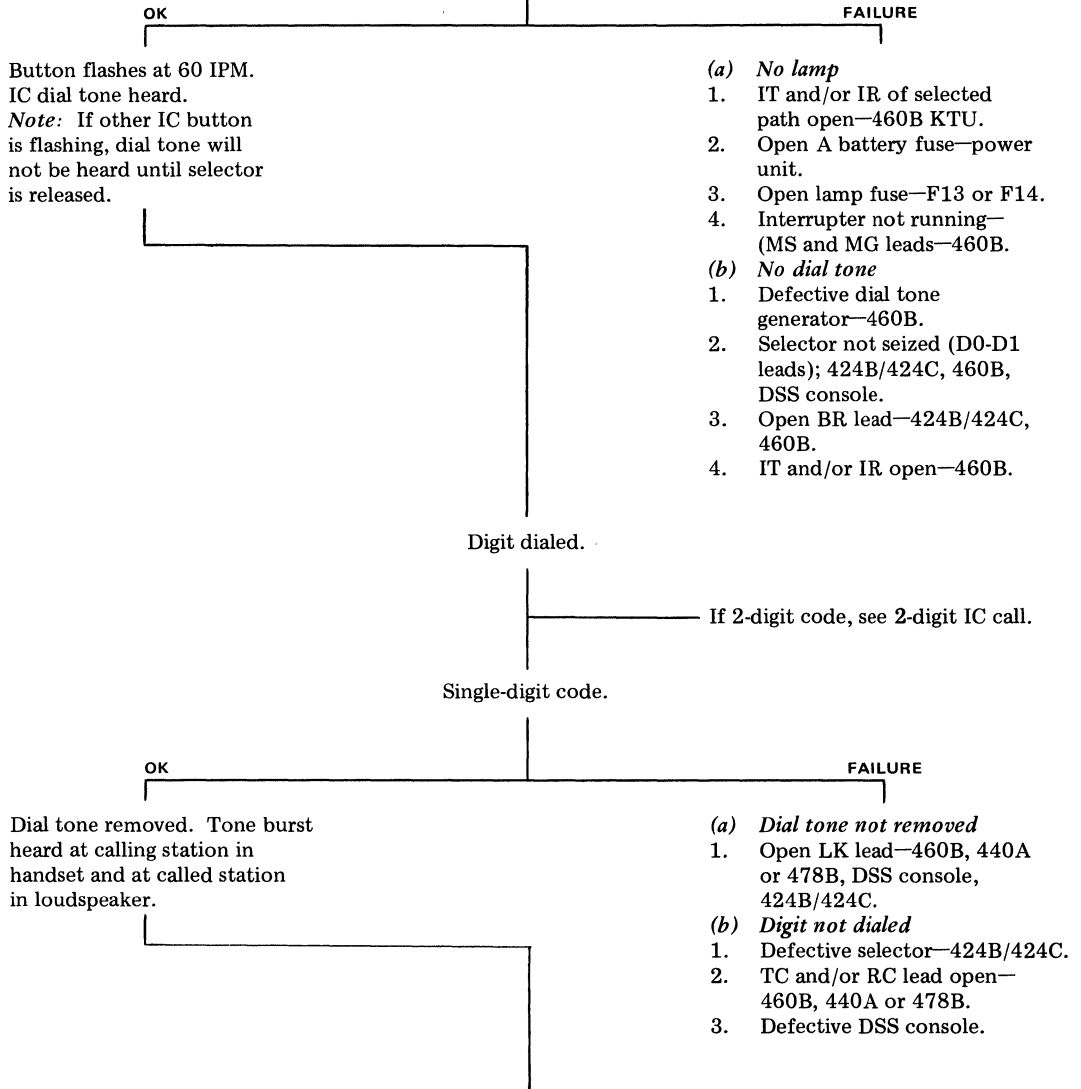 OK
FAILURE
Button flashes at 60 IPM.
IC dial tone heard.
Note: If other IC button
is flashing, dial tone will
not be heard until selector
is released.
(a) No lamp
1. IT and/or IR of selected
path open—460B KTU.
2. Open A battery fuse—power
unit.
3. Open lamp fuse—F13 or F14.
4. Interrupter not running—
(MS and MG leads—460B.
(b) No dial tone
1. Defective dial tone
generator—460B.
2. Selector not seized (D0-D1
leads); 424B/424C, 460B,
DSS console.
3. Open BR lead—424B/424C,
460B.
4. IT and/or IR open—460B.
Digit dialed.
If 2-digit code, see 2-digit IC call.
Single-digit code.
OK
FAILURE
Dial tone removed. Tone burst
heard at calling station in
handset and at called station
in loudspeaker.
(a) Dial tone not removed
1. Open LK lead—460B, 440A
or 478B, DSS console,
424B/424C.
(b) Digit not dialed
1. Defective selector—424B/424C.
2. TC and/or RC lead open—
460B, 440A or 478B.
3. Defective DSS console.